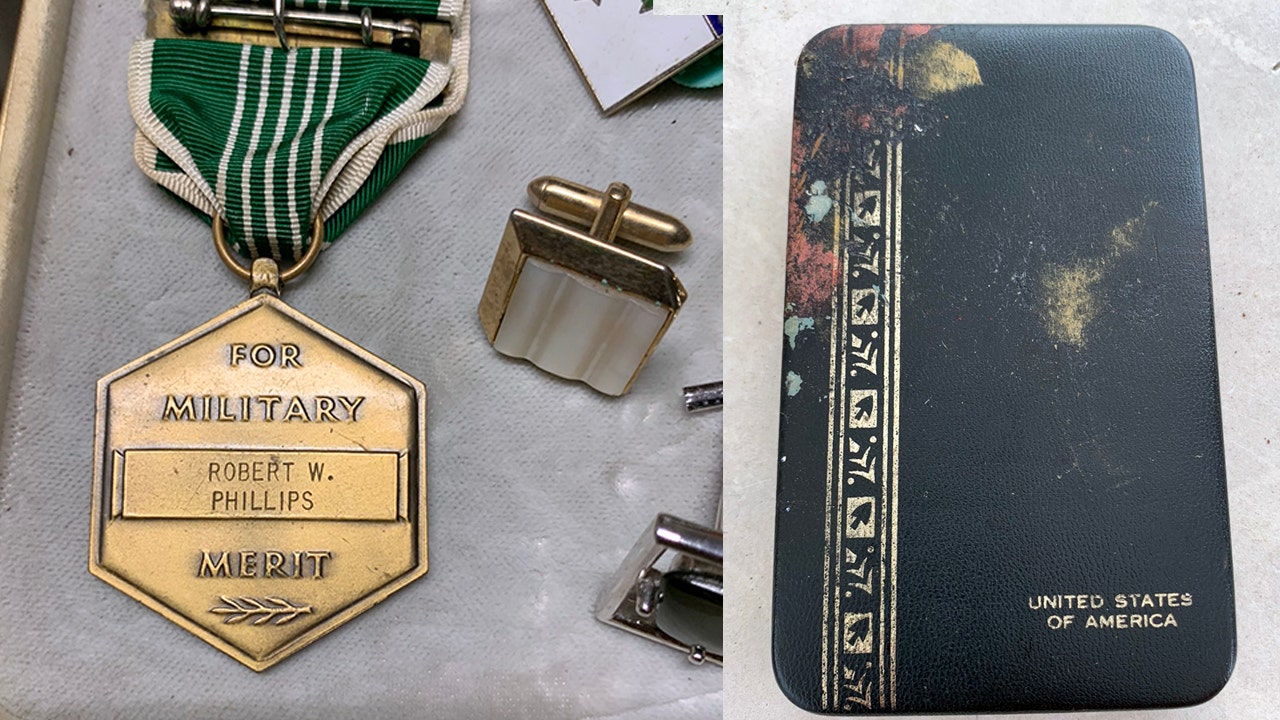 FOR
MILITARY
ROBERT W.
PHILLIPS
MERIT
UNITED STATES
OF AMERICA